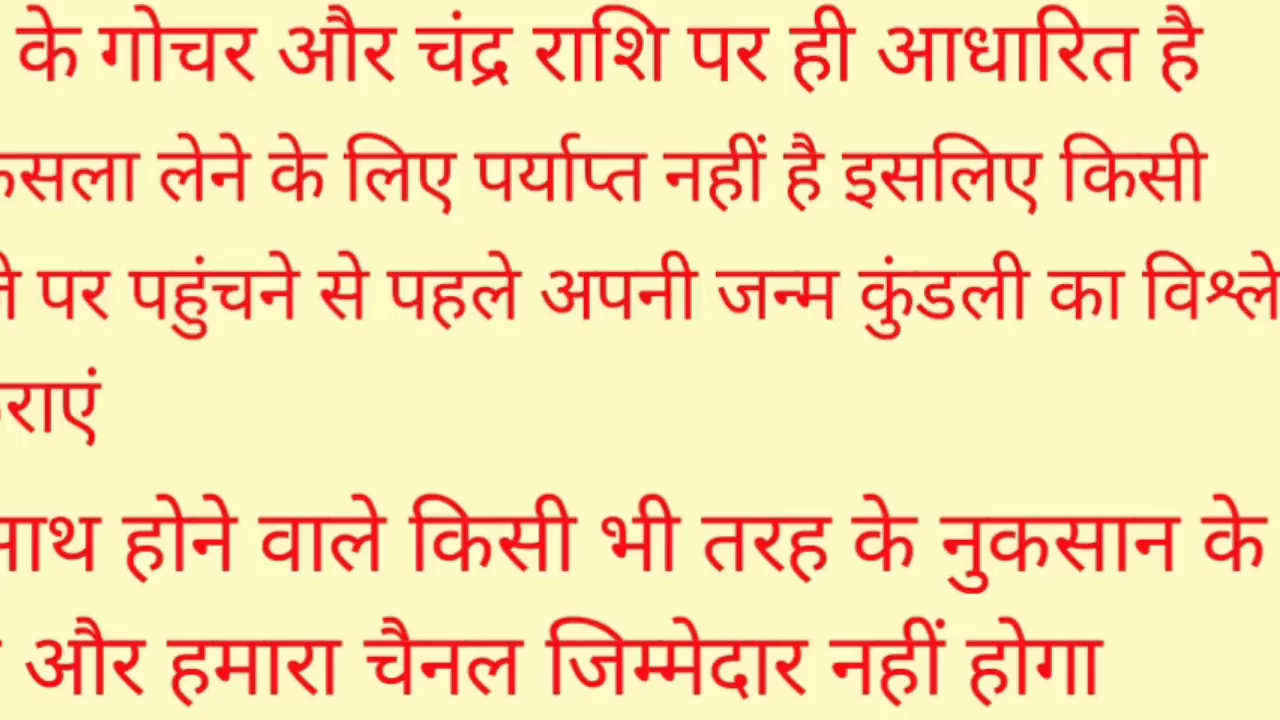 के गोचर और चंद्र राशि पर ही आधारित है
लेने के लिए पर्याप्त नहीं है इसलिए किसी
पर पहुंचने से पहले अपनी जन्म कुंडली का
होने वाले किसी भी तरह के नुकसान के
और हमारा चैनल जिम्मेदार नहीं होगा